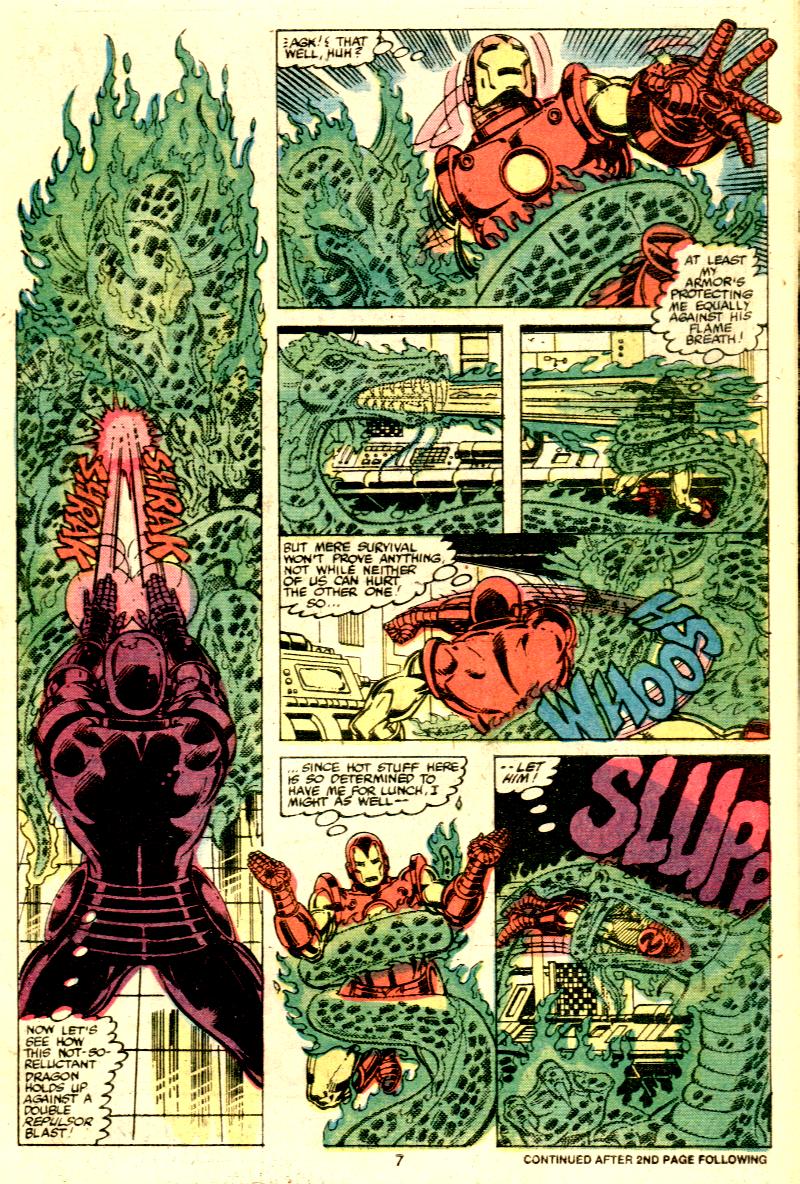 SHRAK
SHRAK
NOW LET'S
SEE HOW
THIS NOT-SO-
RELUCTANT
DRAGON
HOLDS UP
AGAINST A
DOUBLE
REPULSOR
BLAST!
:AGK!: THAT
WELL, HUH?
AT LEAST
MY
ARMOR'S
PROTECTING
ME EQUALLY
AGAINST HIS
FLAME
BREATH!
BUT MERE SURVIVAL
WON'T PROVE ANYTHING,
NOT WHILE NEITHER
OF US CAN HURT
THE OTHER ONE!
SO...
WHOOSH
...SINCE HOT STUFF HERE
IS SO DETERMINED TO
HAVE ME FOR LUNCH, I
MIGHT AS WELL--
--LET
HIM!
SLUPP
7
CONTINUED AFTER 2ND PAGE FOLLOWING